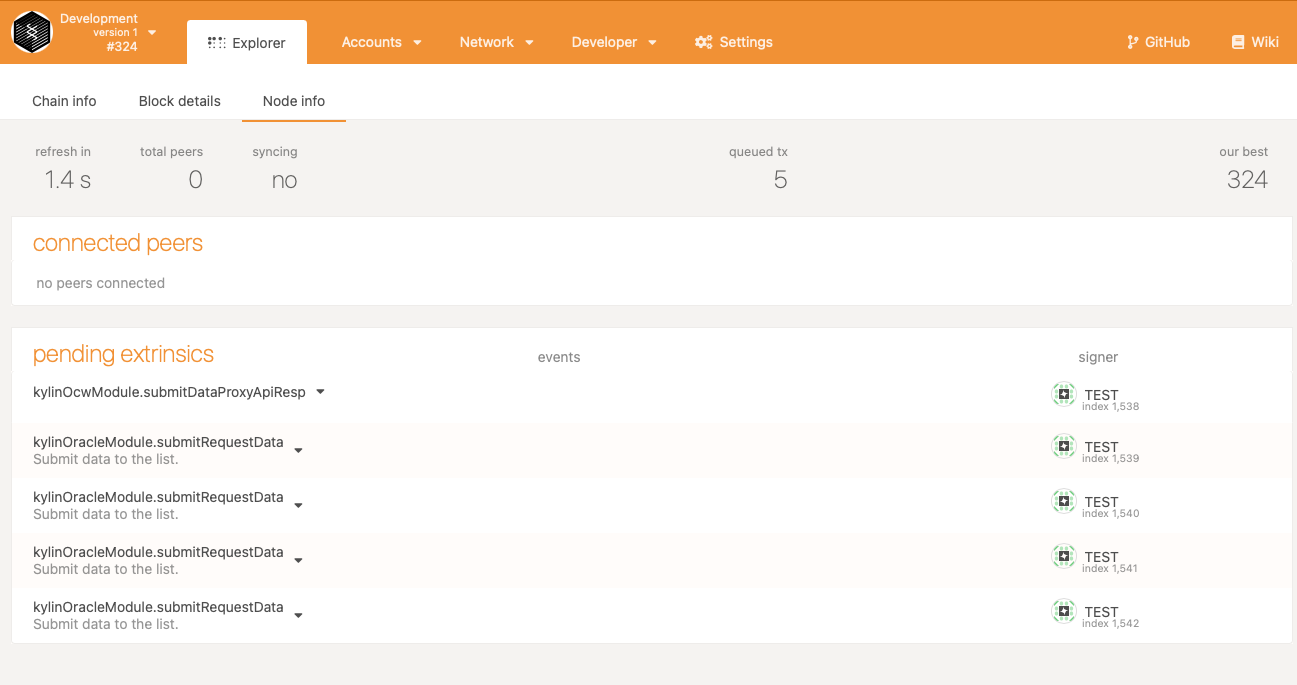 Development
version 1
#324
Explorer
Accounts
Network
Developer
Settings
GitHub
Wiki
Chain info
Block details
Node info
refresh in
1.4 s
total peers
0
syncing
no
queued tx
5
our best
324
connected peers
no peers connected
pending extrinsics
events
signer
kylinOcwModule.submitDataProxyApiResp
TEST
index 1,538
kylinOracleModule.submitRequestData
Submit data to the list.
TEST
index 1,539
kylinOracleModule.submitRequestData
Submit data to the list.
TEST
index 1,540
kylinOracleModule.submitRequestData
Submit data to the list.
TEST
index 1,541
kylinOracleModule.submitRequestData
Submit data to the list.
TEST
index 1,542